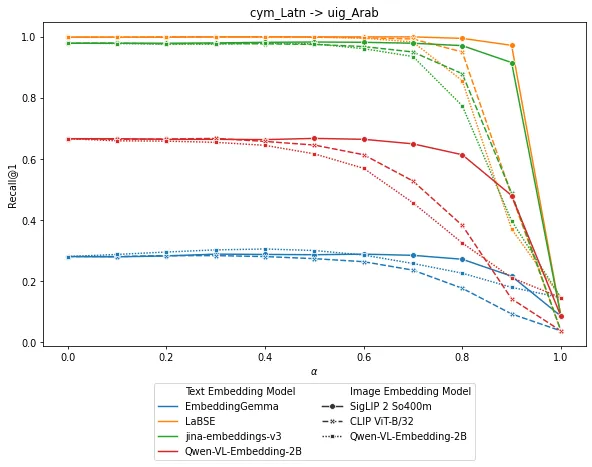 cym_Latn -> uig_Arab
1.0
0.8
0.6
0.4
0.2
0.0
Recall@1
0.0 0.2 0.4 0.6 0.8 1.0
α
Text Embedding Model Image Embedding Model
EmbeddingGemma SigLIP 2 So400m
LaBSE CLIP ViT-B/32
jina-embeddings-v3 Qwen-VL-Embedding-2B
Qwen-VL-Embedding-2B